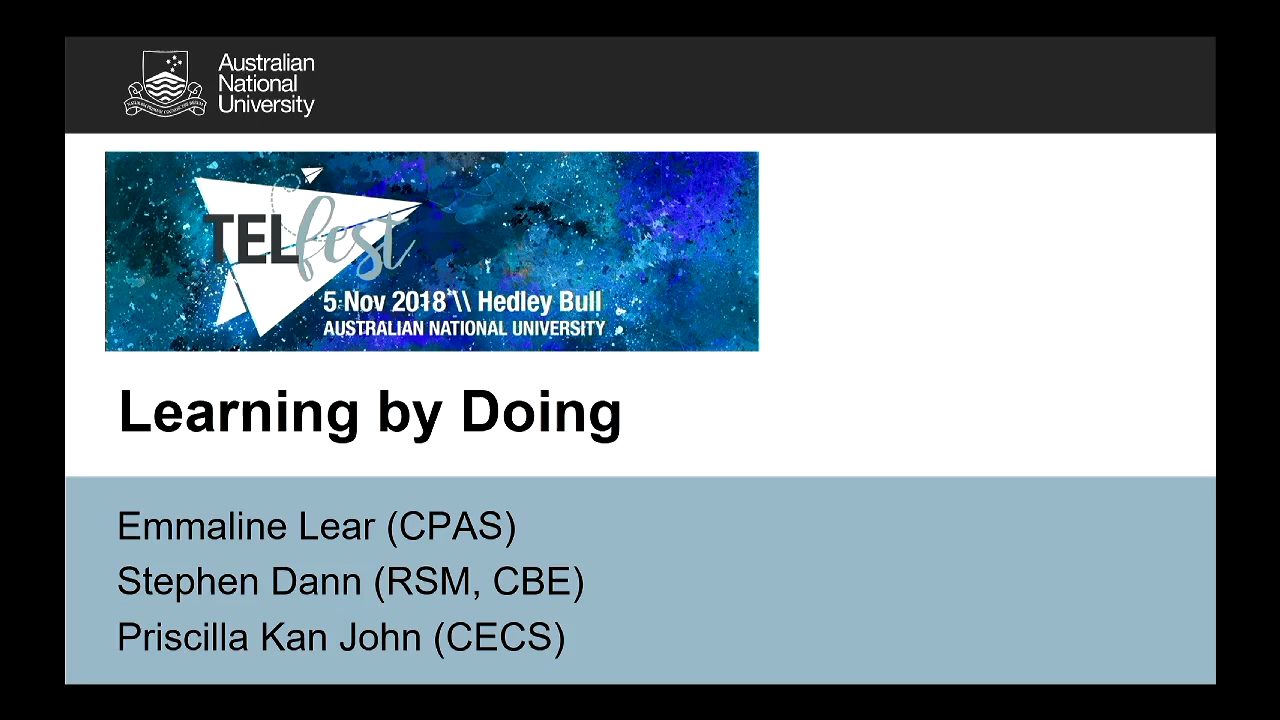 Australian
National
University
TELfest
5 Nov 2018 \\ Hedley Bull
AUSTRALIAN NATIONAL UNIVERSITY
Learning by Doing
Emmaline Lear (CPAS)
Stephen Dann (RSM, CBE)
Priscilla Kan John (CECS)